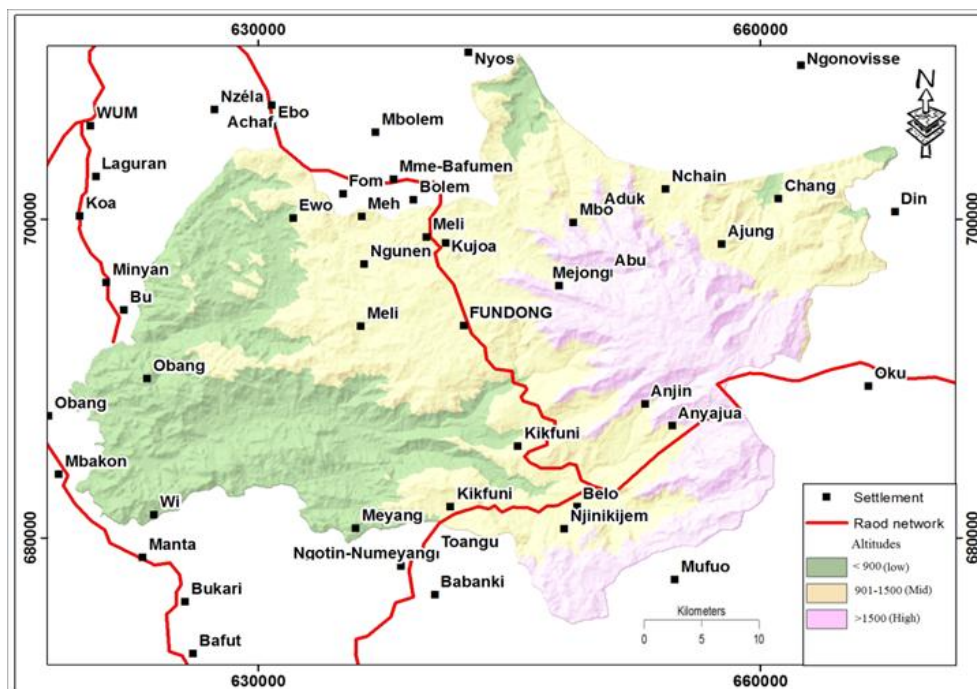 630000
660000
Nyos
Ngonovisse
N
Nzéla
Ebo
WUM
Achaf
Mbolem
Laguran
Mme-Bafumen
Fom
Bolem
Nchain
Chang
Koa
Ewo
Meh
Aduk
Din
700000
700000
Mbo
Meli
Kujoa
Ajung
Ngunen
Abu
Minyan
Mejongi
Bu
Meli
FUNDONG
Obang
Oku
Obang
Anjin
Anyajua
Kikfuni
Mbakon
Wi
Kikfuni
Belo
Meyang
Njinikijem
680000
680000
Manta
Toangu
Ngotin-Numeyangi
Mufuo
Bukari
Babanki
Bafut
Kilometers
0 5 10
Settlement
Raod network
Altitudes
< 900 (low)
901-1500 (Mid)
>1500 (High)
630000
660000